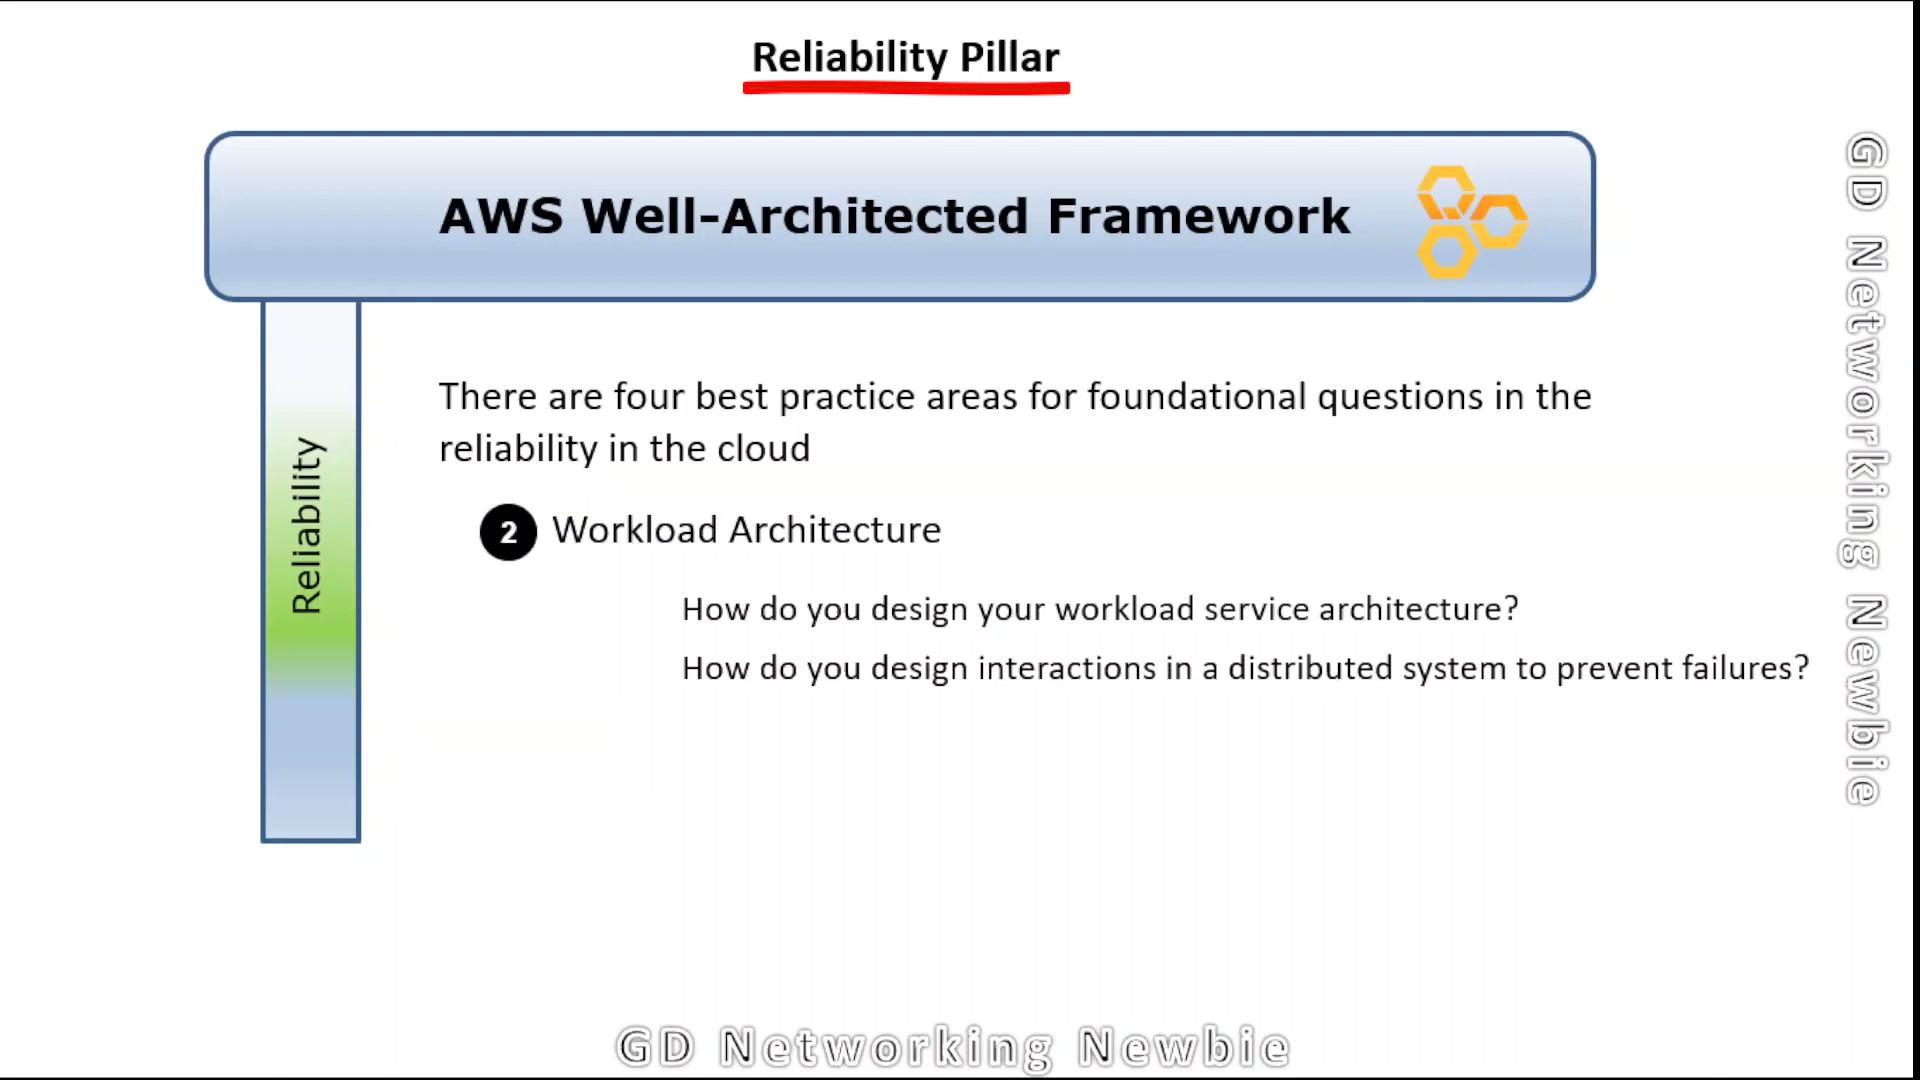 Reliability Pillar
AWS Well-Architected Framework
Reliability
There are four best practice areas for foundational questions in the
reliability in the cloud
2 Workload Architecture
How do you design your workload service architecture?
How do you design interactions in a distributed system to prevent failures?
GD Networking Newbie
GD Networking Newbie